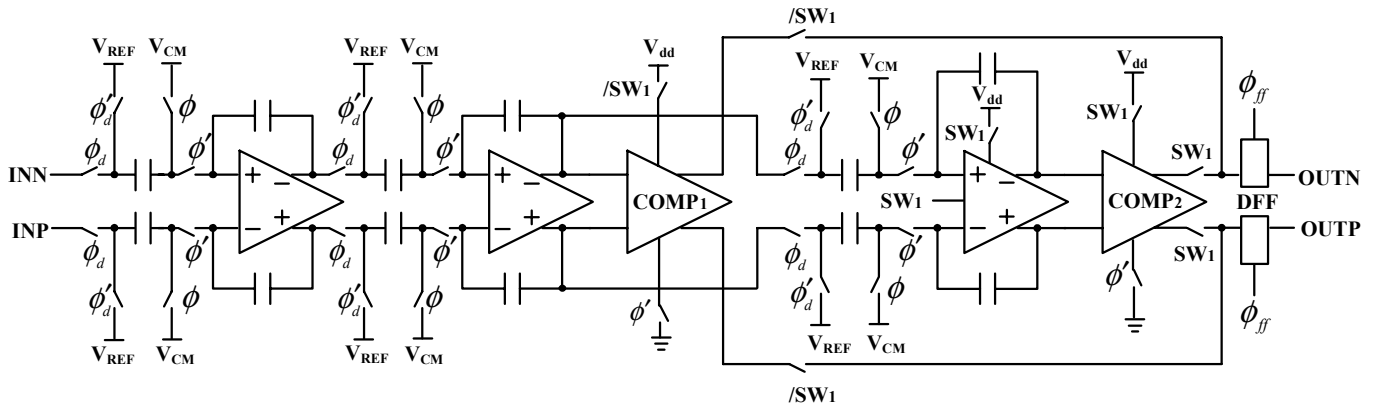 /SW1
VREF VCM VREF VCM Vdd VREF VCM Vdd
/SW1 Vdd SW1 ϕff
ϕ'd ϕ ϕ'd ϕ ϕ'd ϕ SW1
ϕd ϕ' ϕd ϕ' ϕd ϕ' SW1
INN + − + − COMP1 SW1 + − COMP2 OUTN
INP − + − + − + DFF OUTP
ϕd ϕ' ϕd ϕ' ϕd ϕ' SW1
ϕ'd ϕ ϕ'd ϕ ϕ' ϕ'd ϕ ϕ' ϕff
VREF VCM VREF VCM VREF VCM
/SW1